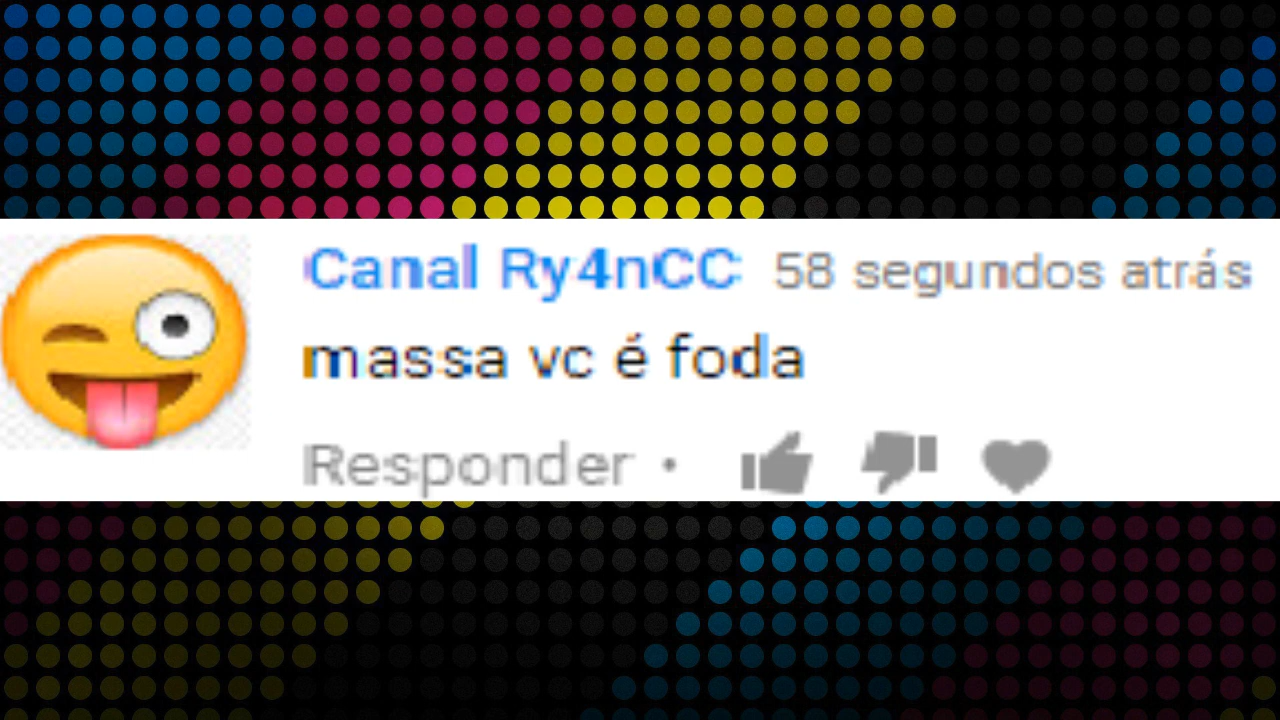 Canal Ry4nCC 58 segundos atrás
massa vc é foda
Responder •